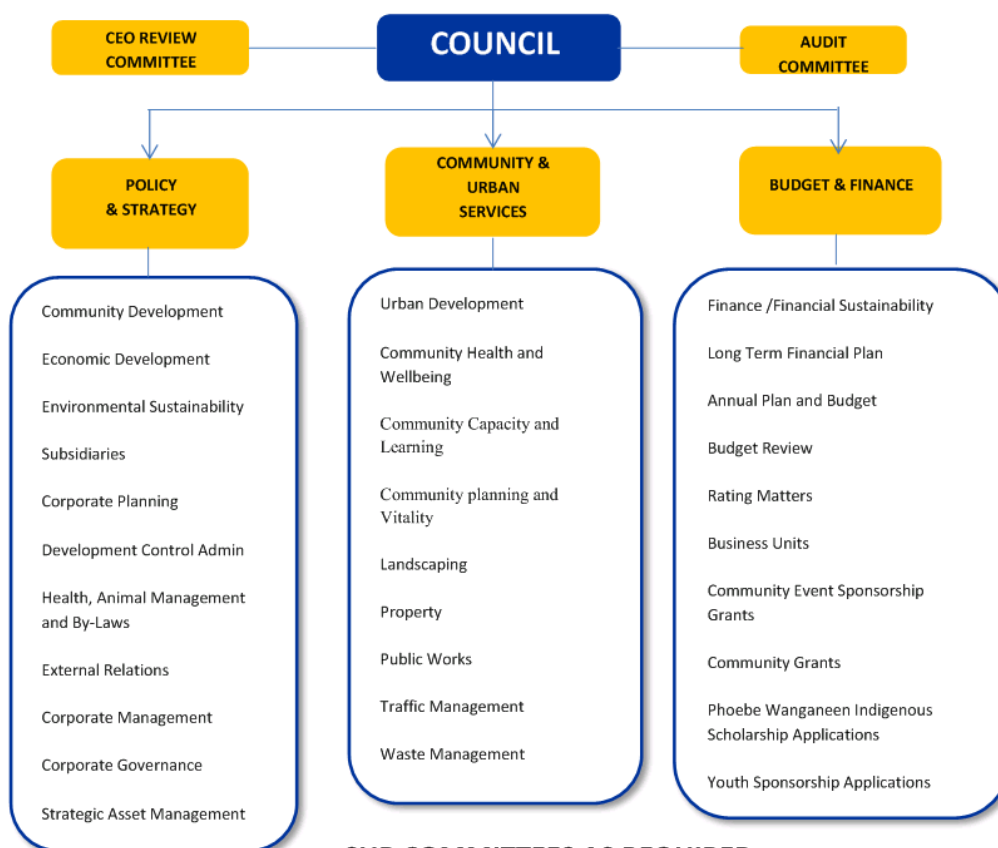 CEO REVIEW
COMMITTEE
COUNCIL
AUDIT
COMMITTEE
POLICY
& STRATEGY
COMMUNITY &
URBAN
SERVICES
BUDGET & FINANCE
Community Development
Economic Development
Environmental Sustainability
Subsidiaries
Corporate Planning
Development Control Admin
Health, Animal Management
and By-Laws
External Relations
Corporate Management
Corporate Governance
Strategic Asset Management
Urban Development
Community Health and
Wellbeing
Community Capacity and
Learning
Community planning and
Vitality
Landscaping
Property
Public Works
Traffic Management
Waste Management
Finance /Financial Sustainability
Long Term Financial Plan
Annual Plan and Budget
Budget Review
Rating Matters
Business Units
Community Event Sponsorship
Grants
Community Grants
Phoebe Wanganeen Indigenous
Scholarship Applications
Youth Sponsorship Applications
SUB COMMITTEES AS REQUIRED